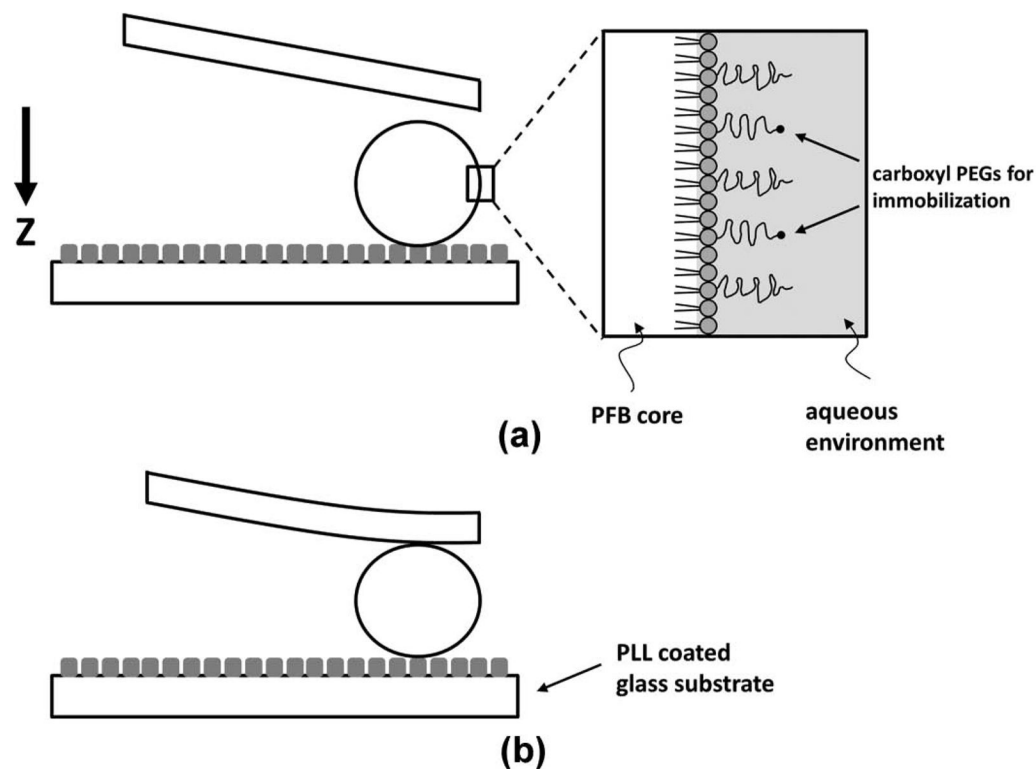 Z
carboxyl PEGs for
immobilization
PFB core
aqueous
environment
(a)
PLL coated
glass substrate
(b)